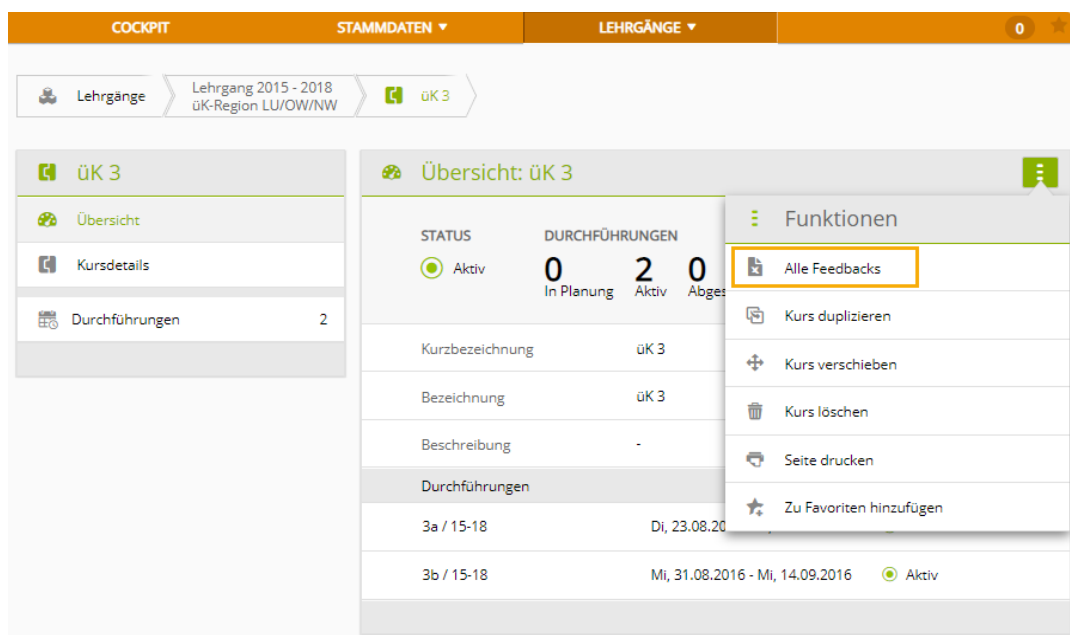 COCKPIT STAMMDATEN ▼ LEHRGÄNGE ▼ 0
Lehrgänge
Lehrgang 2015 - 2018
üK-Region LU/OW/NW
üK 3
üK 3
Übersicht
Kursdetails
Durchführungen 2
Übersicht: üK 3
STATUS DURCHFÜHRUNGEN
Aktiv 0 2 0
In Planung Aktiv
Kurzbezeichnung üK 3
Bezeichnung üK 3
Beschreibung -
Durchführungen
3a / 15-18 Di,
3b / 15-18 Mi, 31.08.2016 - Mi, 14.09.2016 Aktiv
Funktionen
Alle Feedbacks
Kurs duplizieren
Kurs verschieben
Kurs löschen
Seite drucken
Zu Favoriten hinzufügen